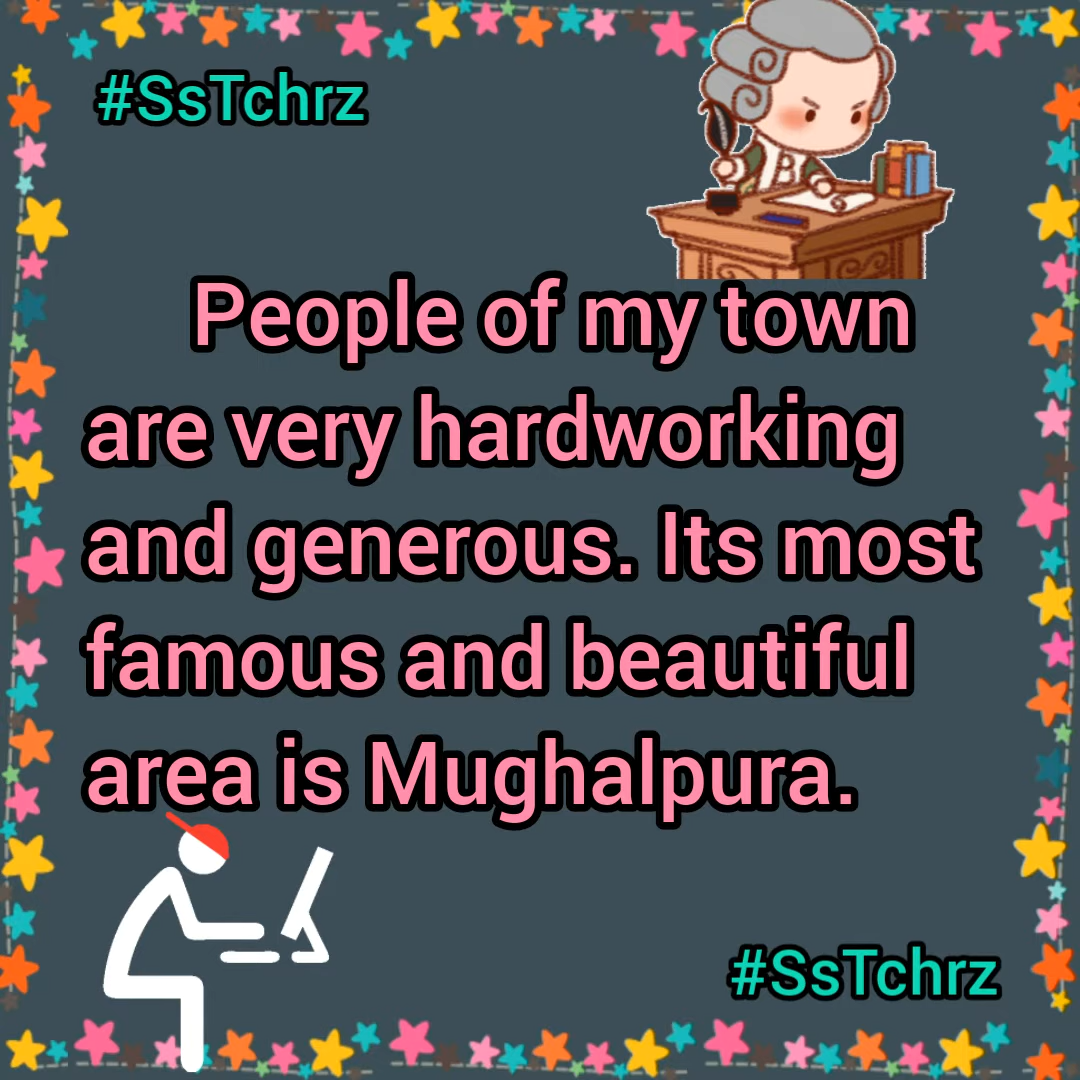 #SsTchrz
People of my town
are very hardworking
and generous. Its most
famous and beautiful
area is Mughalpura.
#SsTchrz